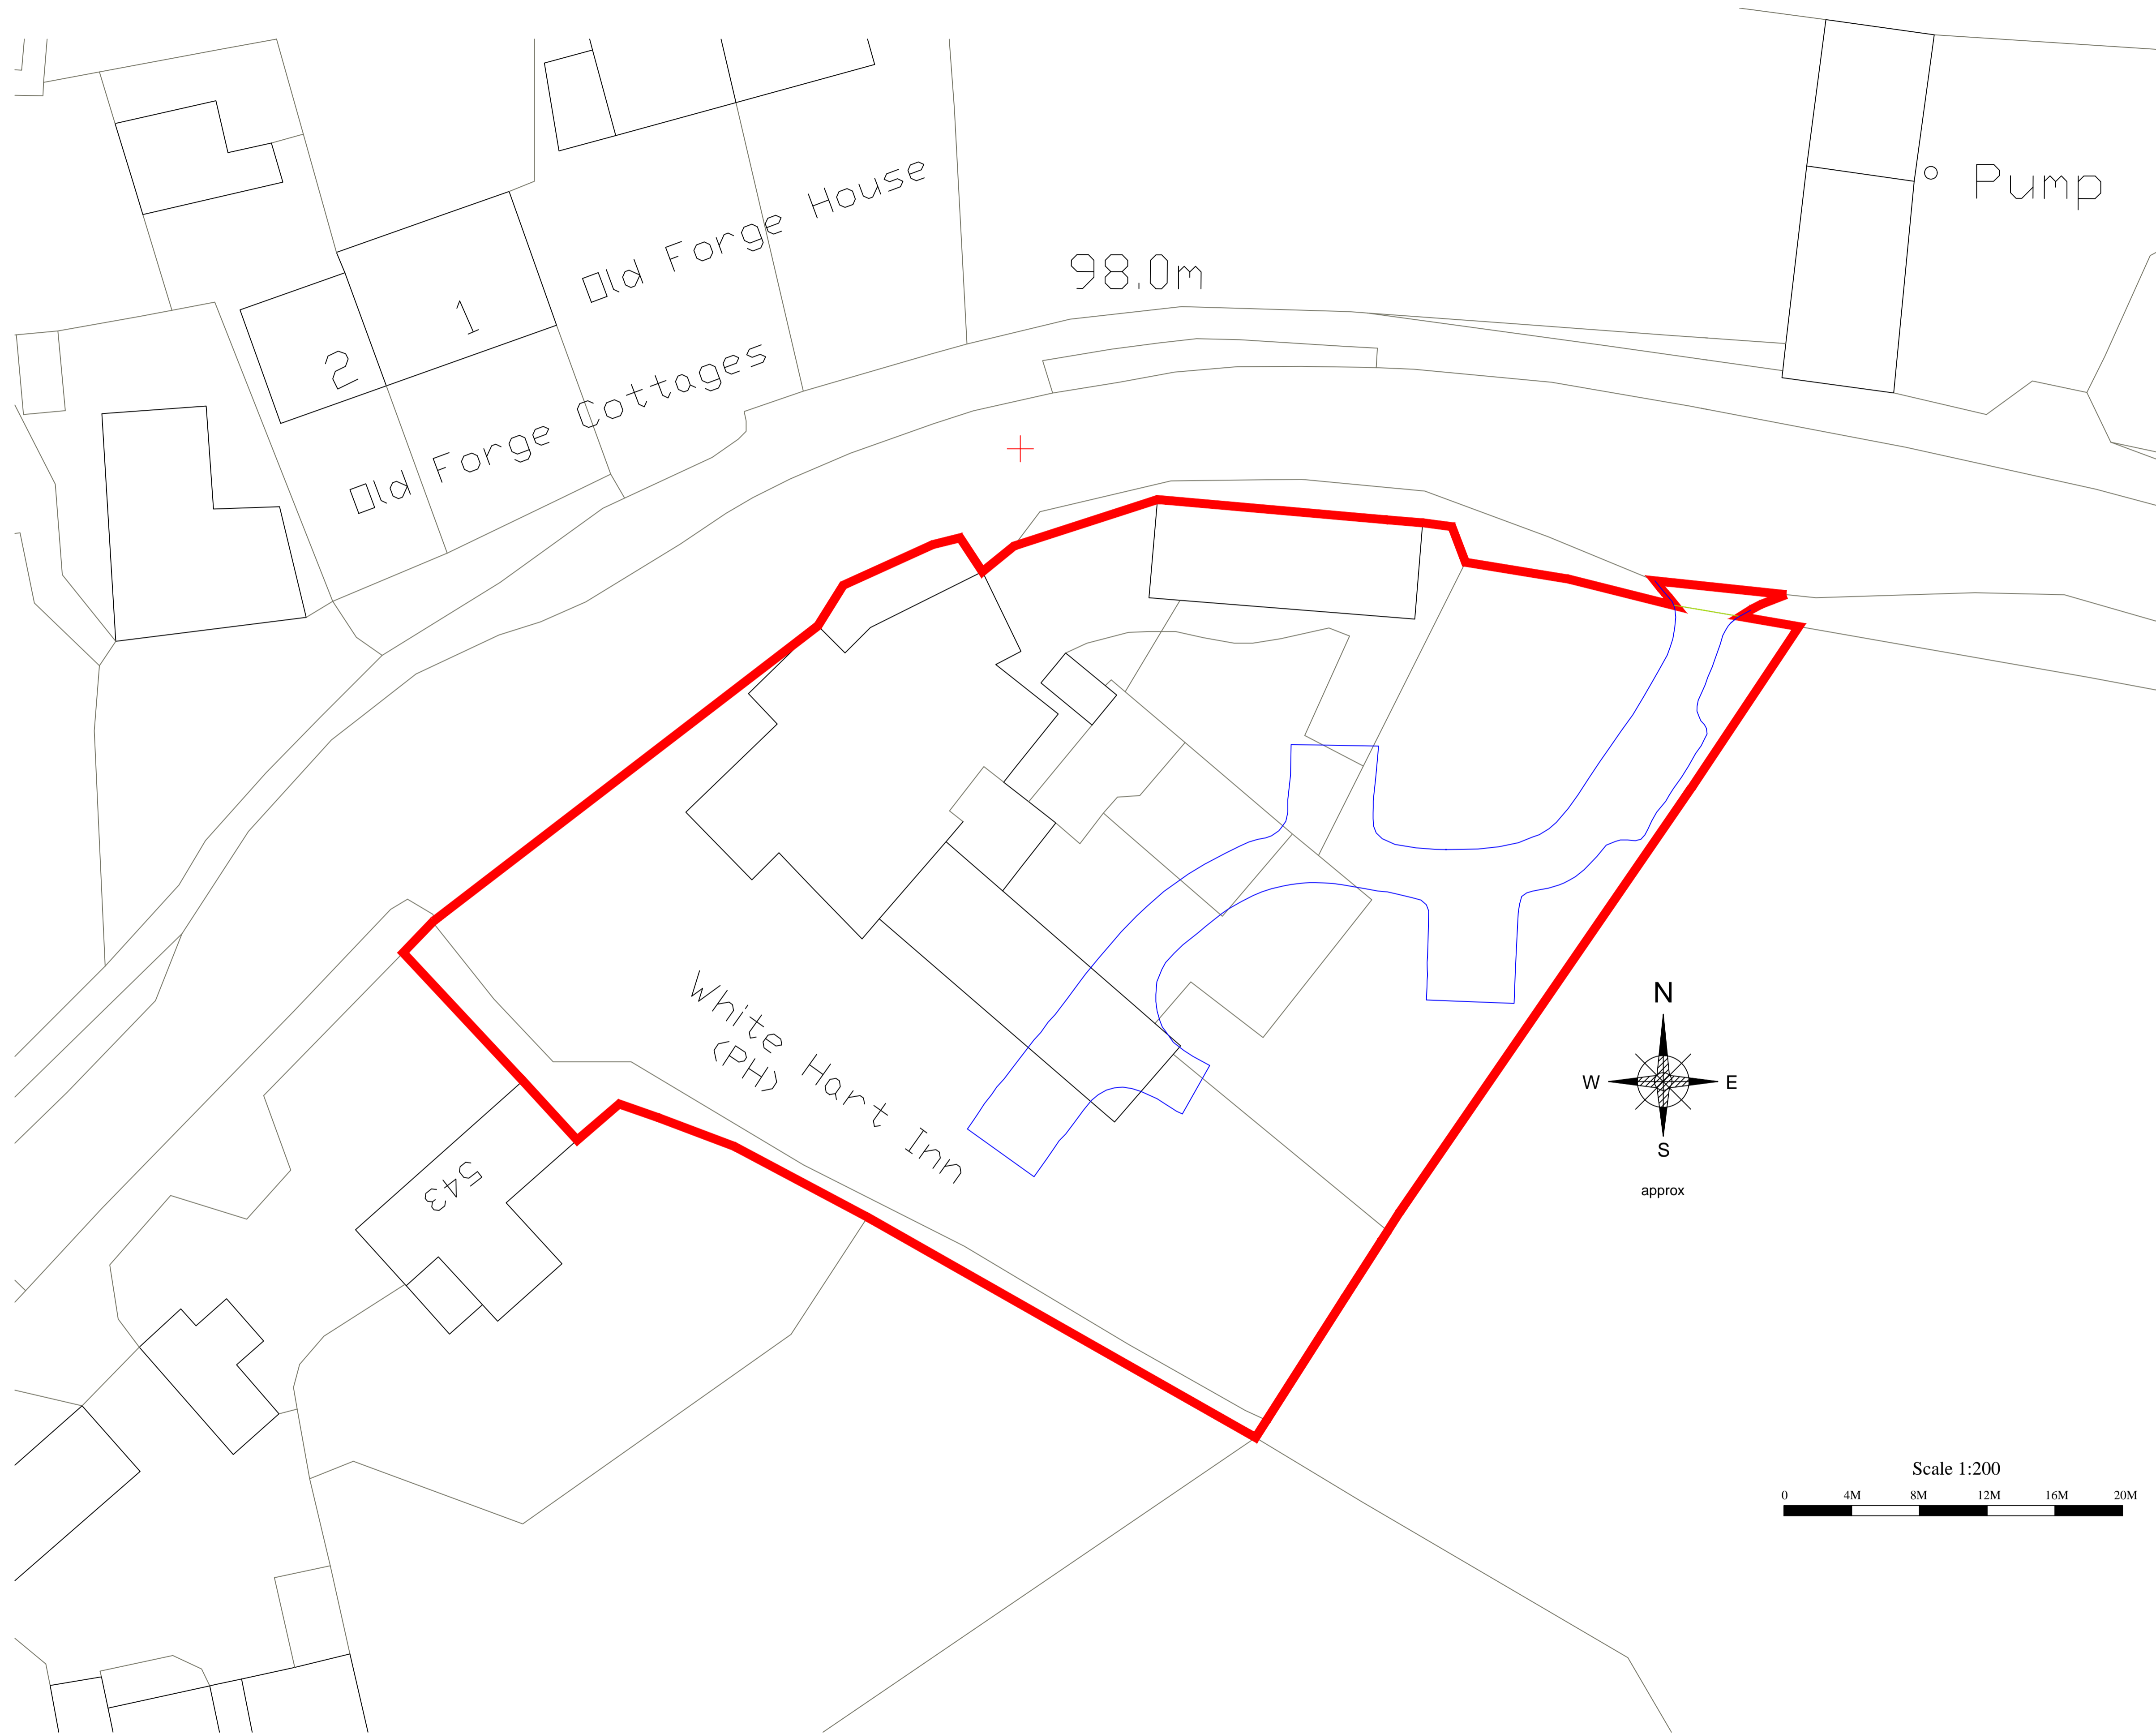 Old Forge House
Pump
98.0m
1
2
Old Forge Cottages
White Hart Inn
(PH)
543
N
W
E
S
approx
Scale 1:200
0 4M 8M 12M 16M 20M